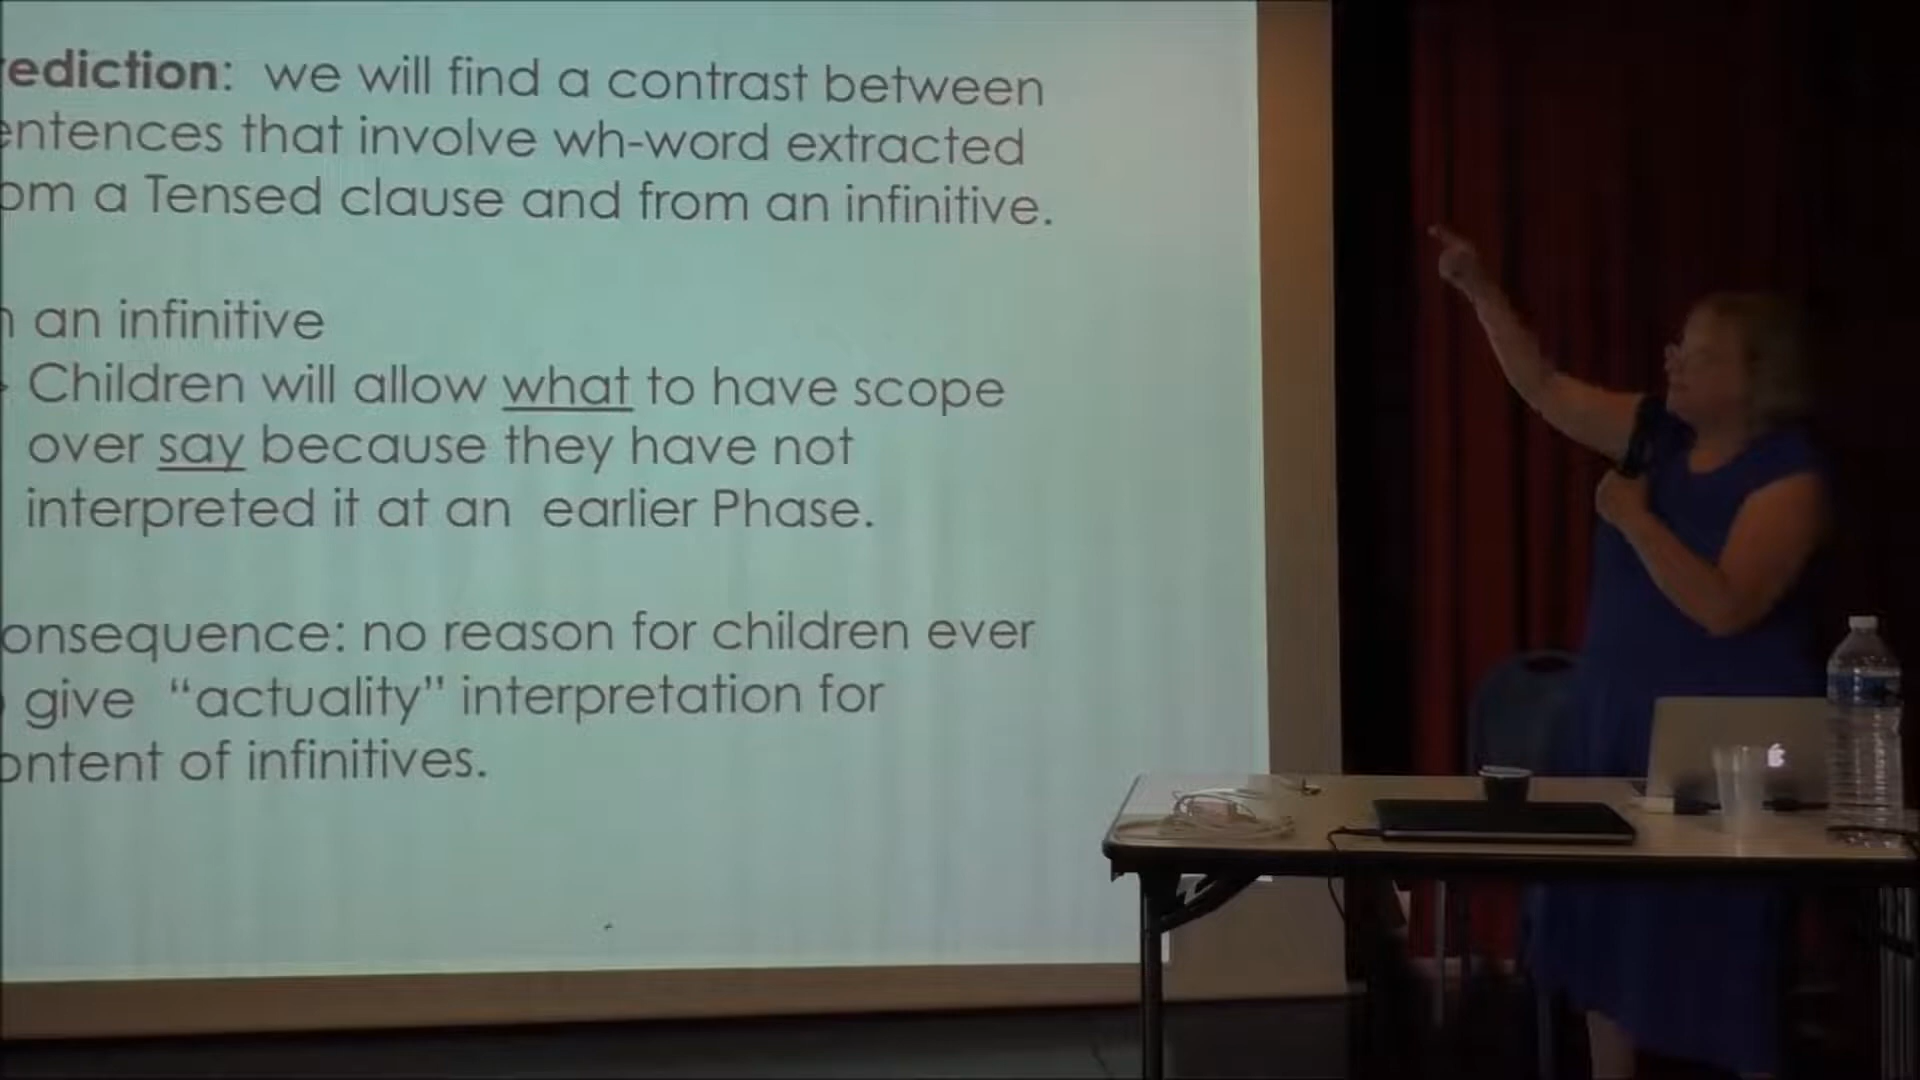 ediction: we will find a contrast between
entences that involve wh-word extracted
om a Tensed clause and from an infinitive.
an infinitive
Children will allow what to have scope
over say because they have not
interpreted it at an earlier Phase.
onsequence: no reason for children ever
give “actuality” interpretation for
ontent of infinitives.